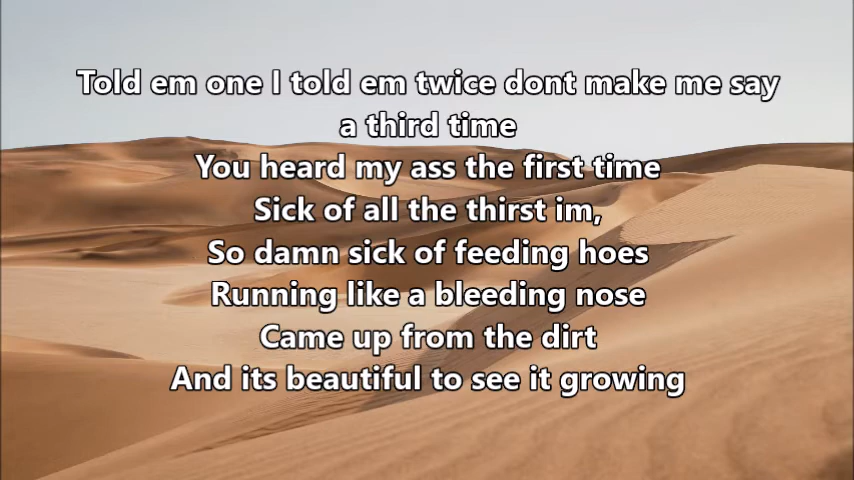 Told em one I told em twice dont make me say
a third time
You heard my ass the first time
Sick of all the thirst im,
So damn sick of feeding hoes
Running like a bleeding nose
Came up from the dirt
And its beautiful to see it growing